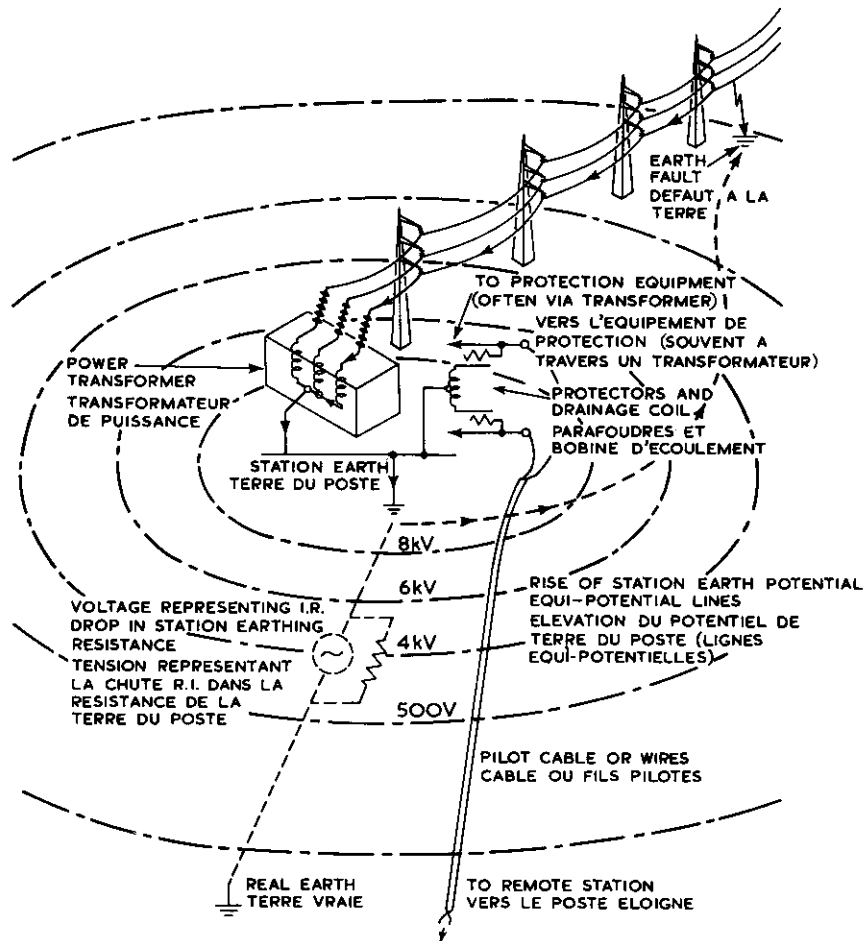 EARTH
FAULT
DEFAUT A LA
TERRE
TO PROTECTION EQUIPMENT
(OFTEN VIA TRANSFORMER)
VERS L'EQUIPEMENT DE
PROTECTION (SOUVENT A
TRAVERS UN TRANSFORMATEUR)
POWER
TRANSFORMER
TRANSFORMATEUR
DE PUISSANCE
PROTECTORS AND
DRAINAGE COIL
PARAFOUDRES ET
BOBINE D'ECOULEMENT
STATION EARTH
TERRE DU POSTE
8kV
6kV
4kV
500V
RISE OF STATION EARTH POTENTIAL
EQUI-POTENTIAL LINES
ELEVATION DU POTENTIEL DE
TERRE DU POSTE (LIGNES
EQUI-POTENTIELLES)
VOLTAGE REPRESENTING I.R.
DROP IN STATION EARTHING
RESISTANCE
TENSION REPRESENTANT
LA CHUTE R.I. DANS LA
RESISTANCE DE LA
TERRE DU POSTE
PILOT CABLE OR WIRES
CABLE OU FILS PILOTES
REAL EARTH
TERRE VRAIE
TO REMOTE STATION
VERS LE POSTE ELOIGNE